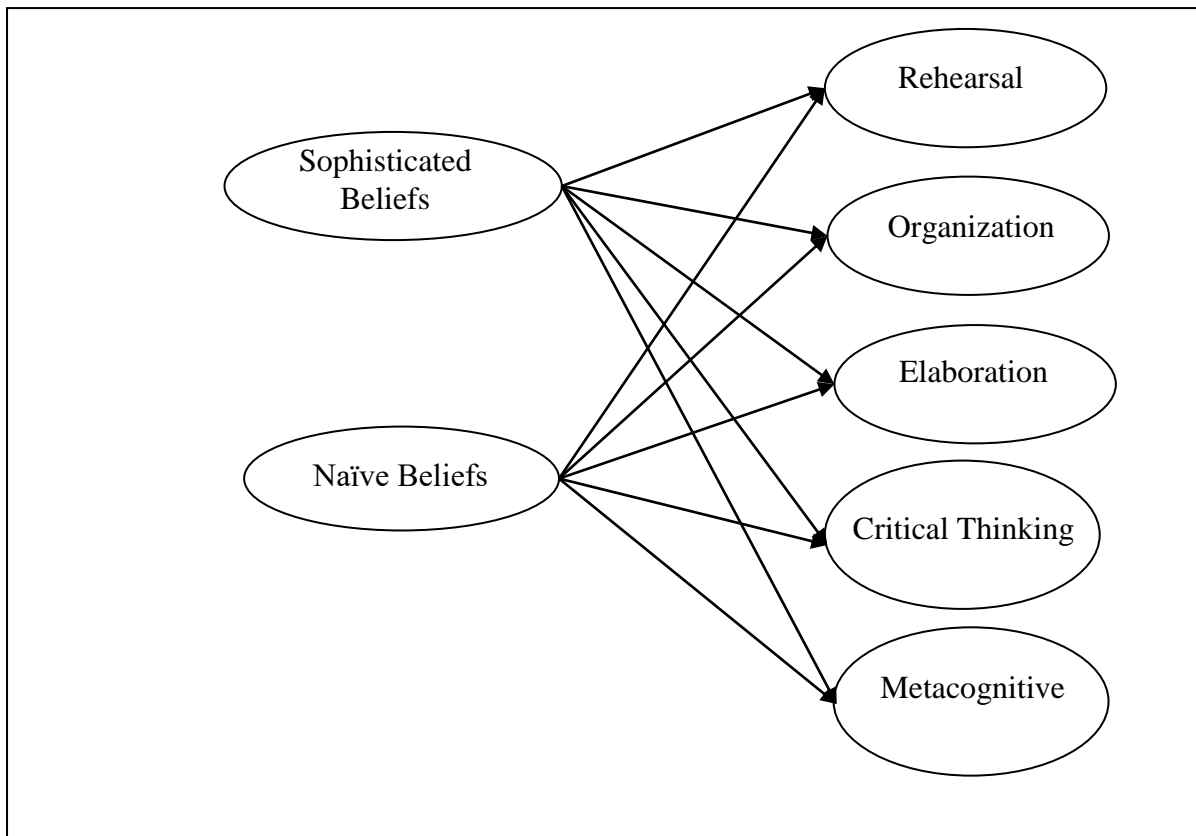 Rehearsal
Sophisticated
Beliefs
Organization
Elaboration
Naïve Beliefs
Critical Thinking
Metacognitive